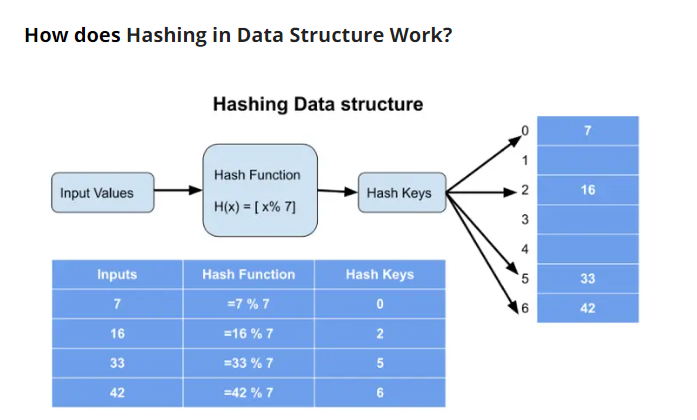 How does Hashing in Data Structure Work?
Hashing Data structure
Input Values
Hash Function
H(x) = [ x% 7]
Hash Keys
0 7
1
2 16
3
4
5 33
6 42
Inputs Hash Function Hash Keys
7 =7 % 7 0
16 =16 % 7 2
33 =33 % 7 5
42 =42 % 7 6